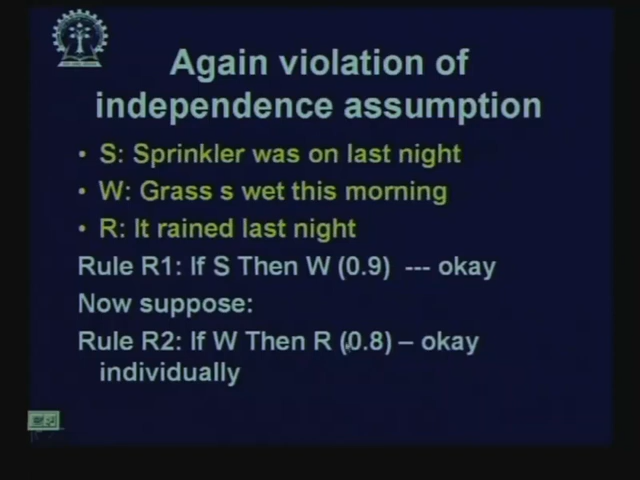 Again violation of
independence assumption
• S: Sprinkler was on last night
• W: Grass s wet this morning
• R: It rained last night
Rule R1: If S Then W (0.9) --- okay
Now suppose:
Rule R2: If W Then R (0.8) – okay
individually